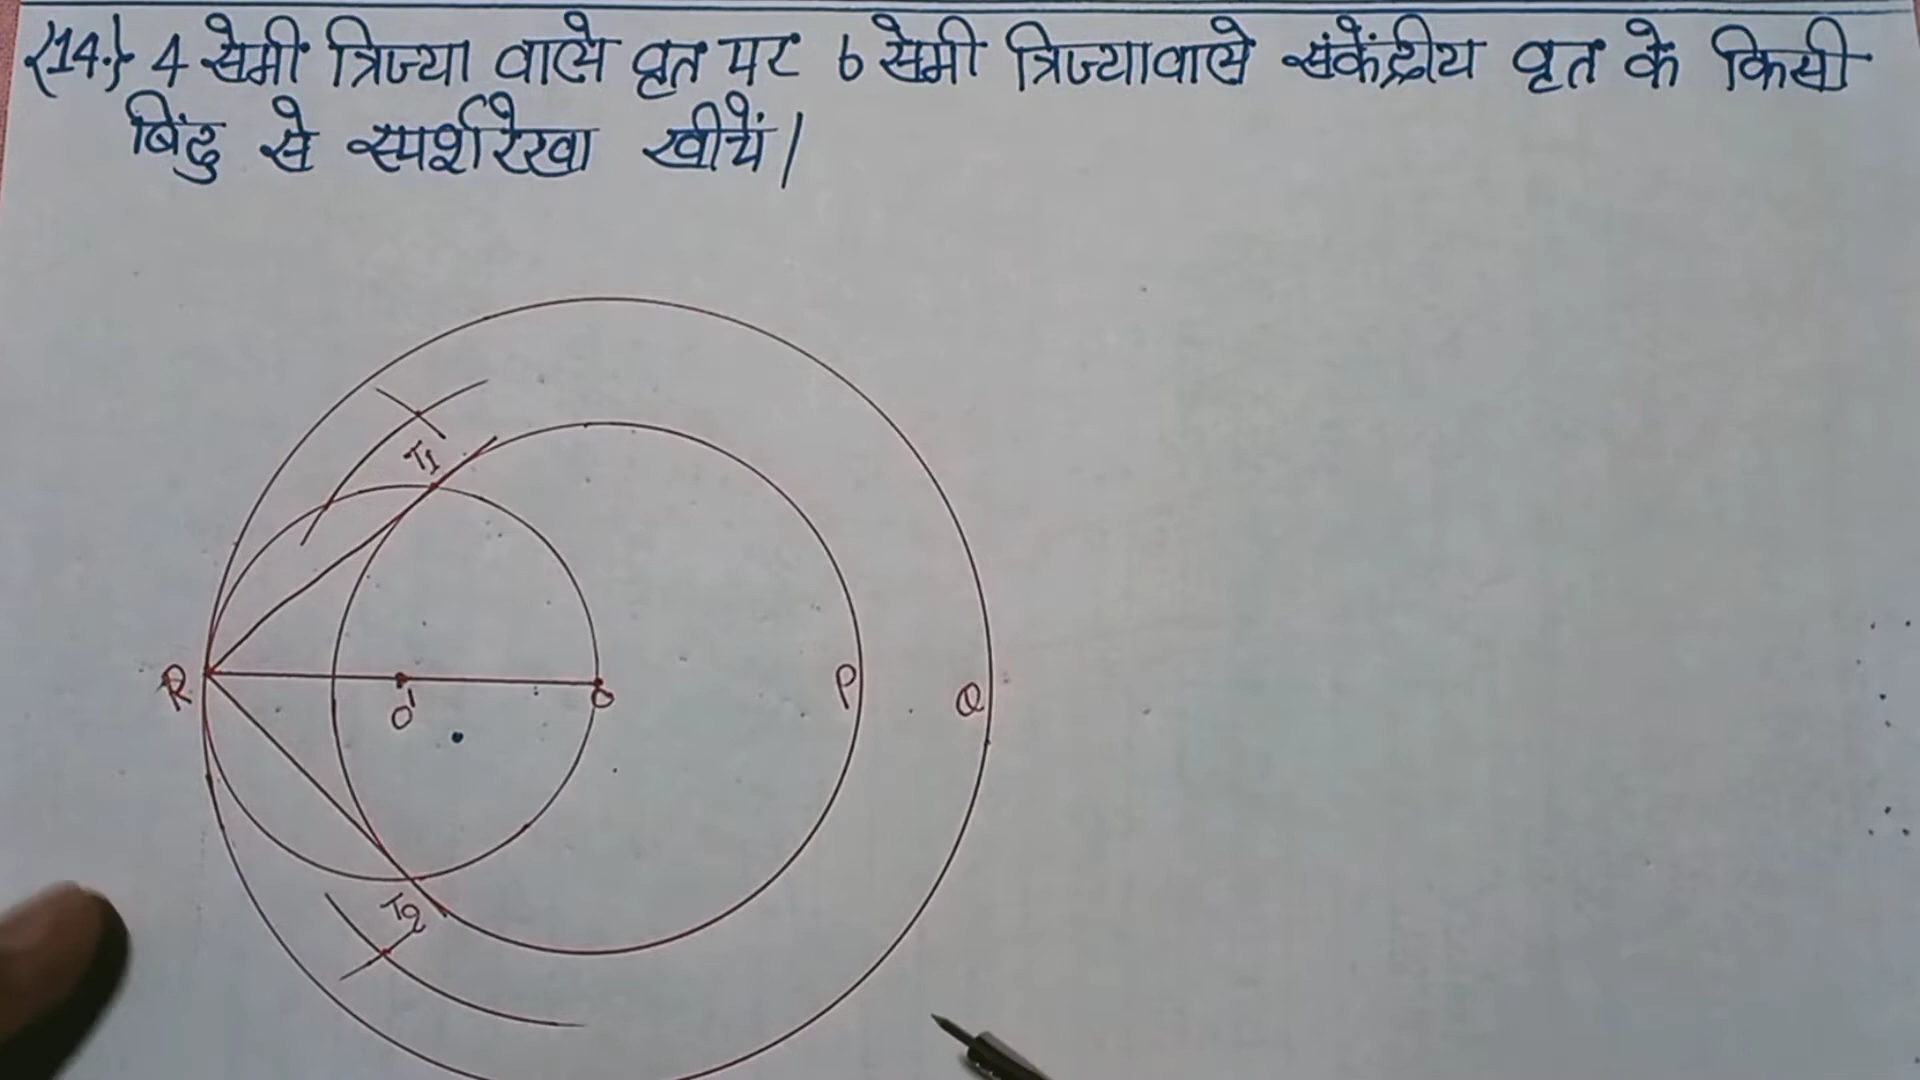 (14.) 4 सेमी त्रिज्या वाले वृत पर 6 सेमी त्रिज्यावाले संकेंद्रीय वृत के किसी
बिंदु से स्पर्शरेखा खीचें।
T1
R
O'
O
P
Q
T2